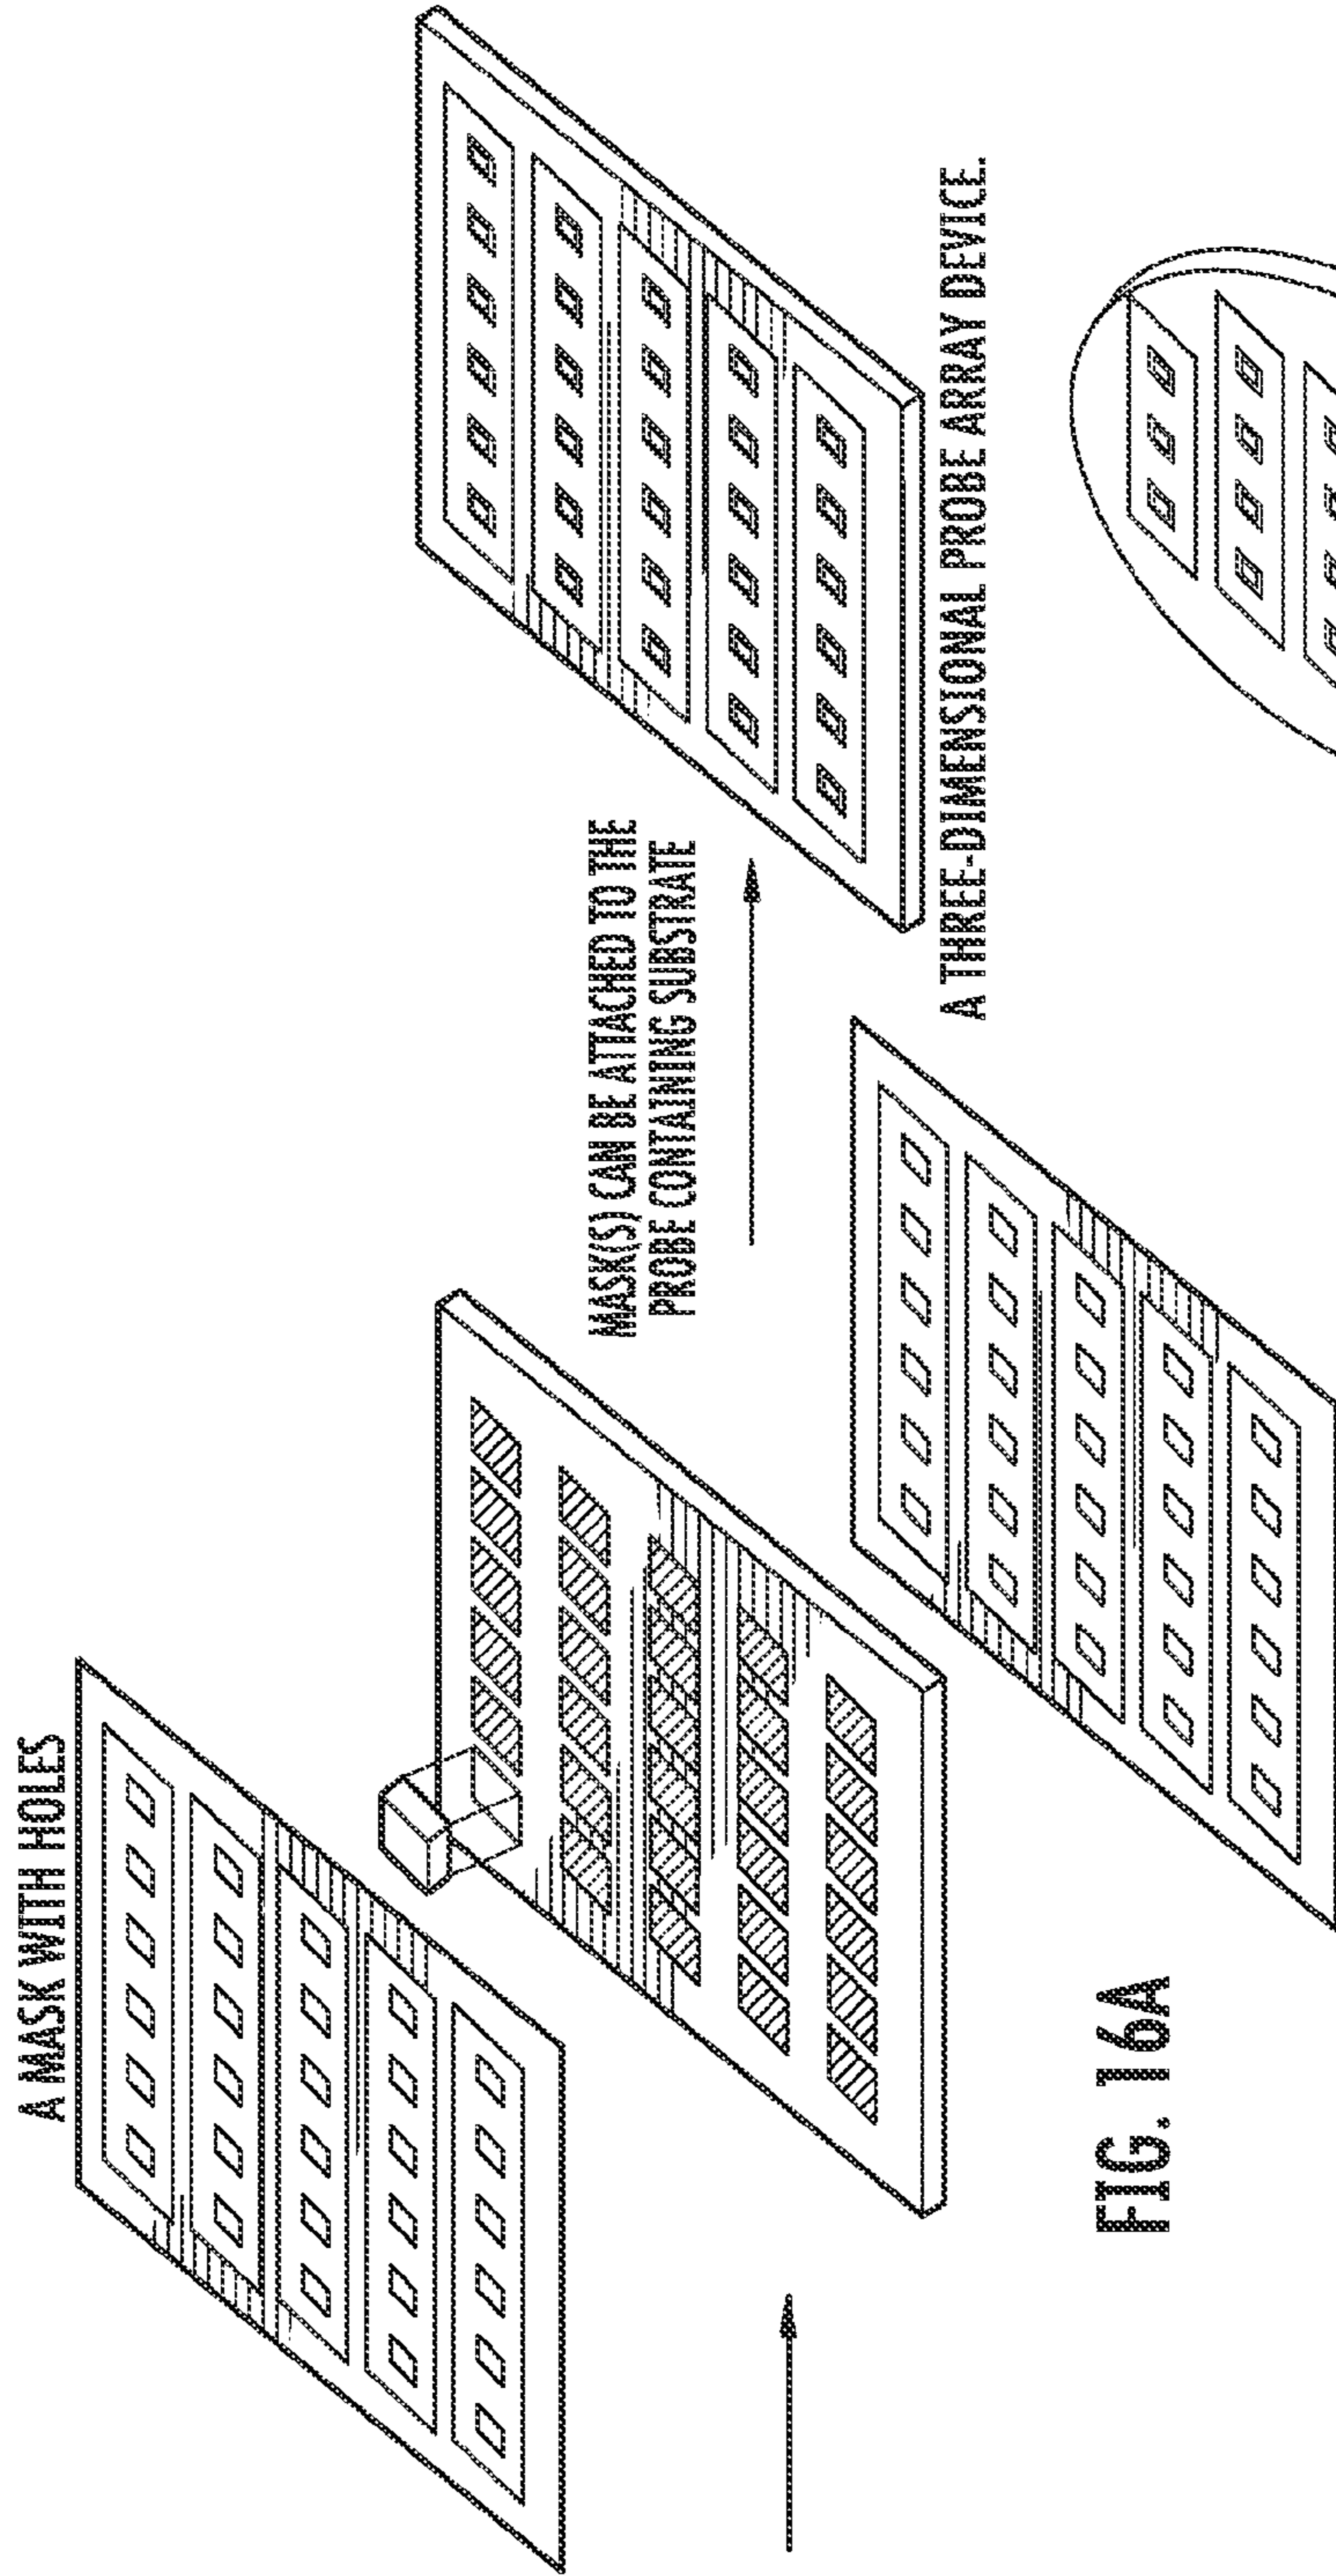 A MASK WITH HOLES
MASK(S) CAN BE ATTACHED TO THE
PROBE CONTAINING SUBSTRATE
A THREE-DIMENSIONAL PROBE ARRAY DEVICE.
FIG. 16A